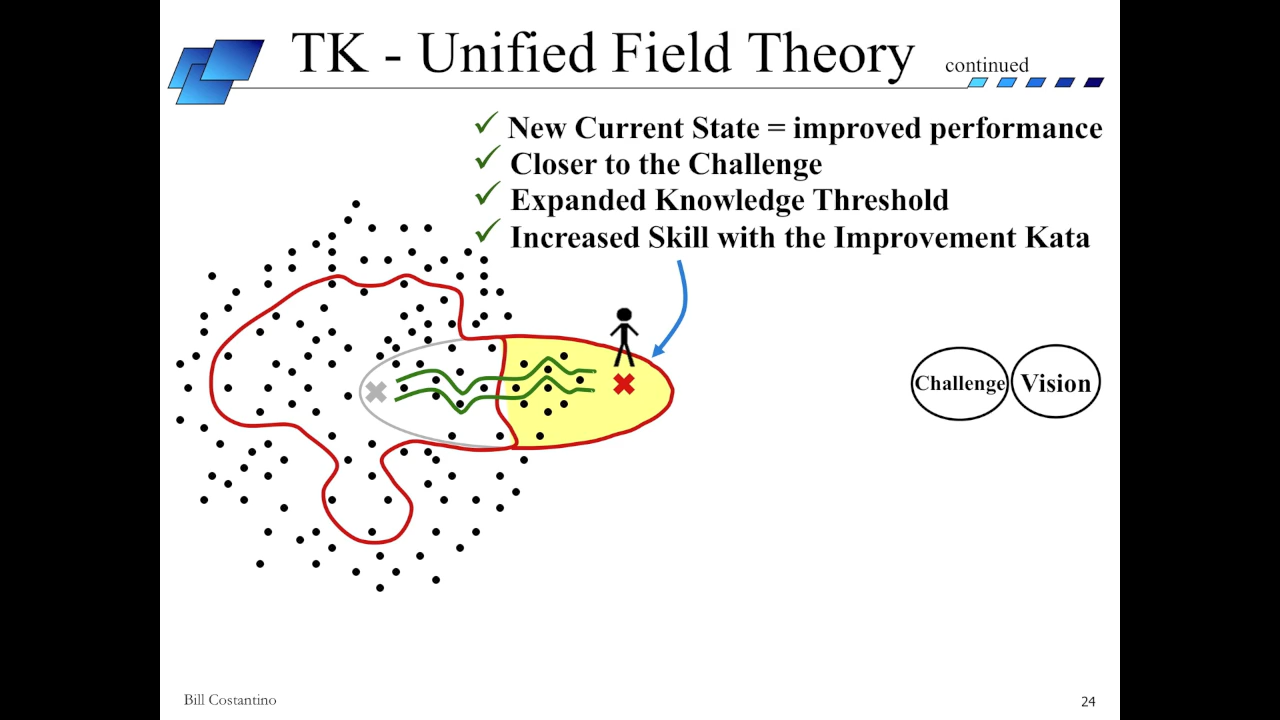 TK - Unified Field Theory continued
New Current State = improved performance
Closer to the Challenge
Expanded Knowledge Threshold
Increased Skill with the Improvement Kata
Challenge Vision
Bill Costantino 24